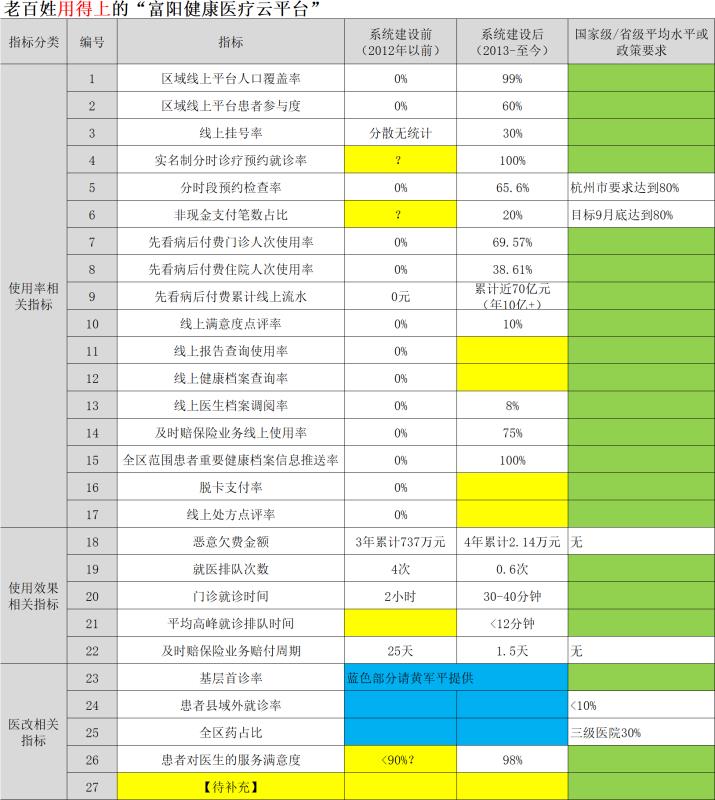 老百姓用得上的“富阳健康医疗云平台”
指标分类 编号 指标 系统建设前 系统建设后 国家级/省级平均水平或
（2012年以前） （2013-至今） 政策要求
使用率相
关指标
1 区域线上平台人口覆盖率 0% 99%
2 区域线上平台患者参与度 0% 60%
3 线上挂号率 分散无统计 30%
4 实名制分时诊疗预约就诊率 ？ 100%
5 分时段预约检查率 0% 65.6% 杭州市要求达到80%
6 非现金支付笔数占比 ？ 20% 目标9月底达到80%
7 先看病后付费门诊人次使用率 0% 69.57%
8 先看病后付费住院人次使用率 0% 38.61%
9 先看病后付费累计线上流水 0元 累计近70亿元
（年10亿+）
10 线上满意度点评率 0% 10%
11 线上报告查询使用率 0%
12 线上健康档案查询率 0%
13 线上医生档案调阅率 0% 8%
14 及时赔保险业务线上使用率 0% 75%
15 全区范围患者重要健康档案信息推送率 0% 100%
16 脱卡支付率 0%
17 线上处方点评率 0%
使用效果
相关指标
18 恶意欠费金额 3年累计737万元 4年累计2.14万元 无
19 就医排队次数 4次 0.6次
20 门诊就诊时间 2小时 30-40分钟
21 平均高峰就诊排队时间 <12分钟
22 及时赔保险业务赔付周期 25天 1.5天 无
医改相关
指标
23 基层首诊率 蓝色部分请黄军平提供
24 患者县域外就诊率 <10%
25 全区药占比 三级医院30%
26 患者对医生的服务满意度 <90%？ 98%
27 【待补充】